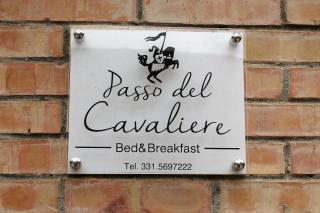 Passo del
Cavaliere
Bed&Breakfast
Tel. 331.5697222